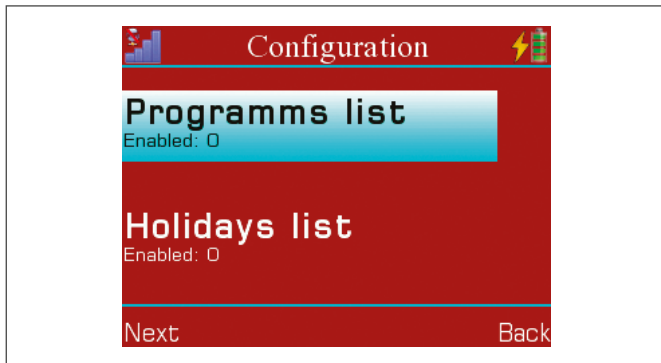 Configuration
Programms list
Enabled: 0
Holidays list
Enabled: 0
Next
Back